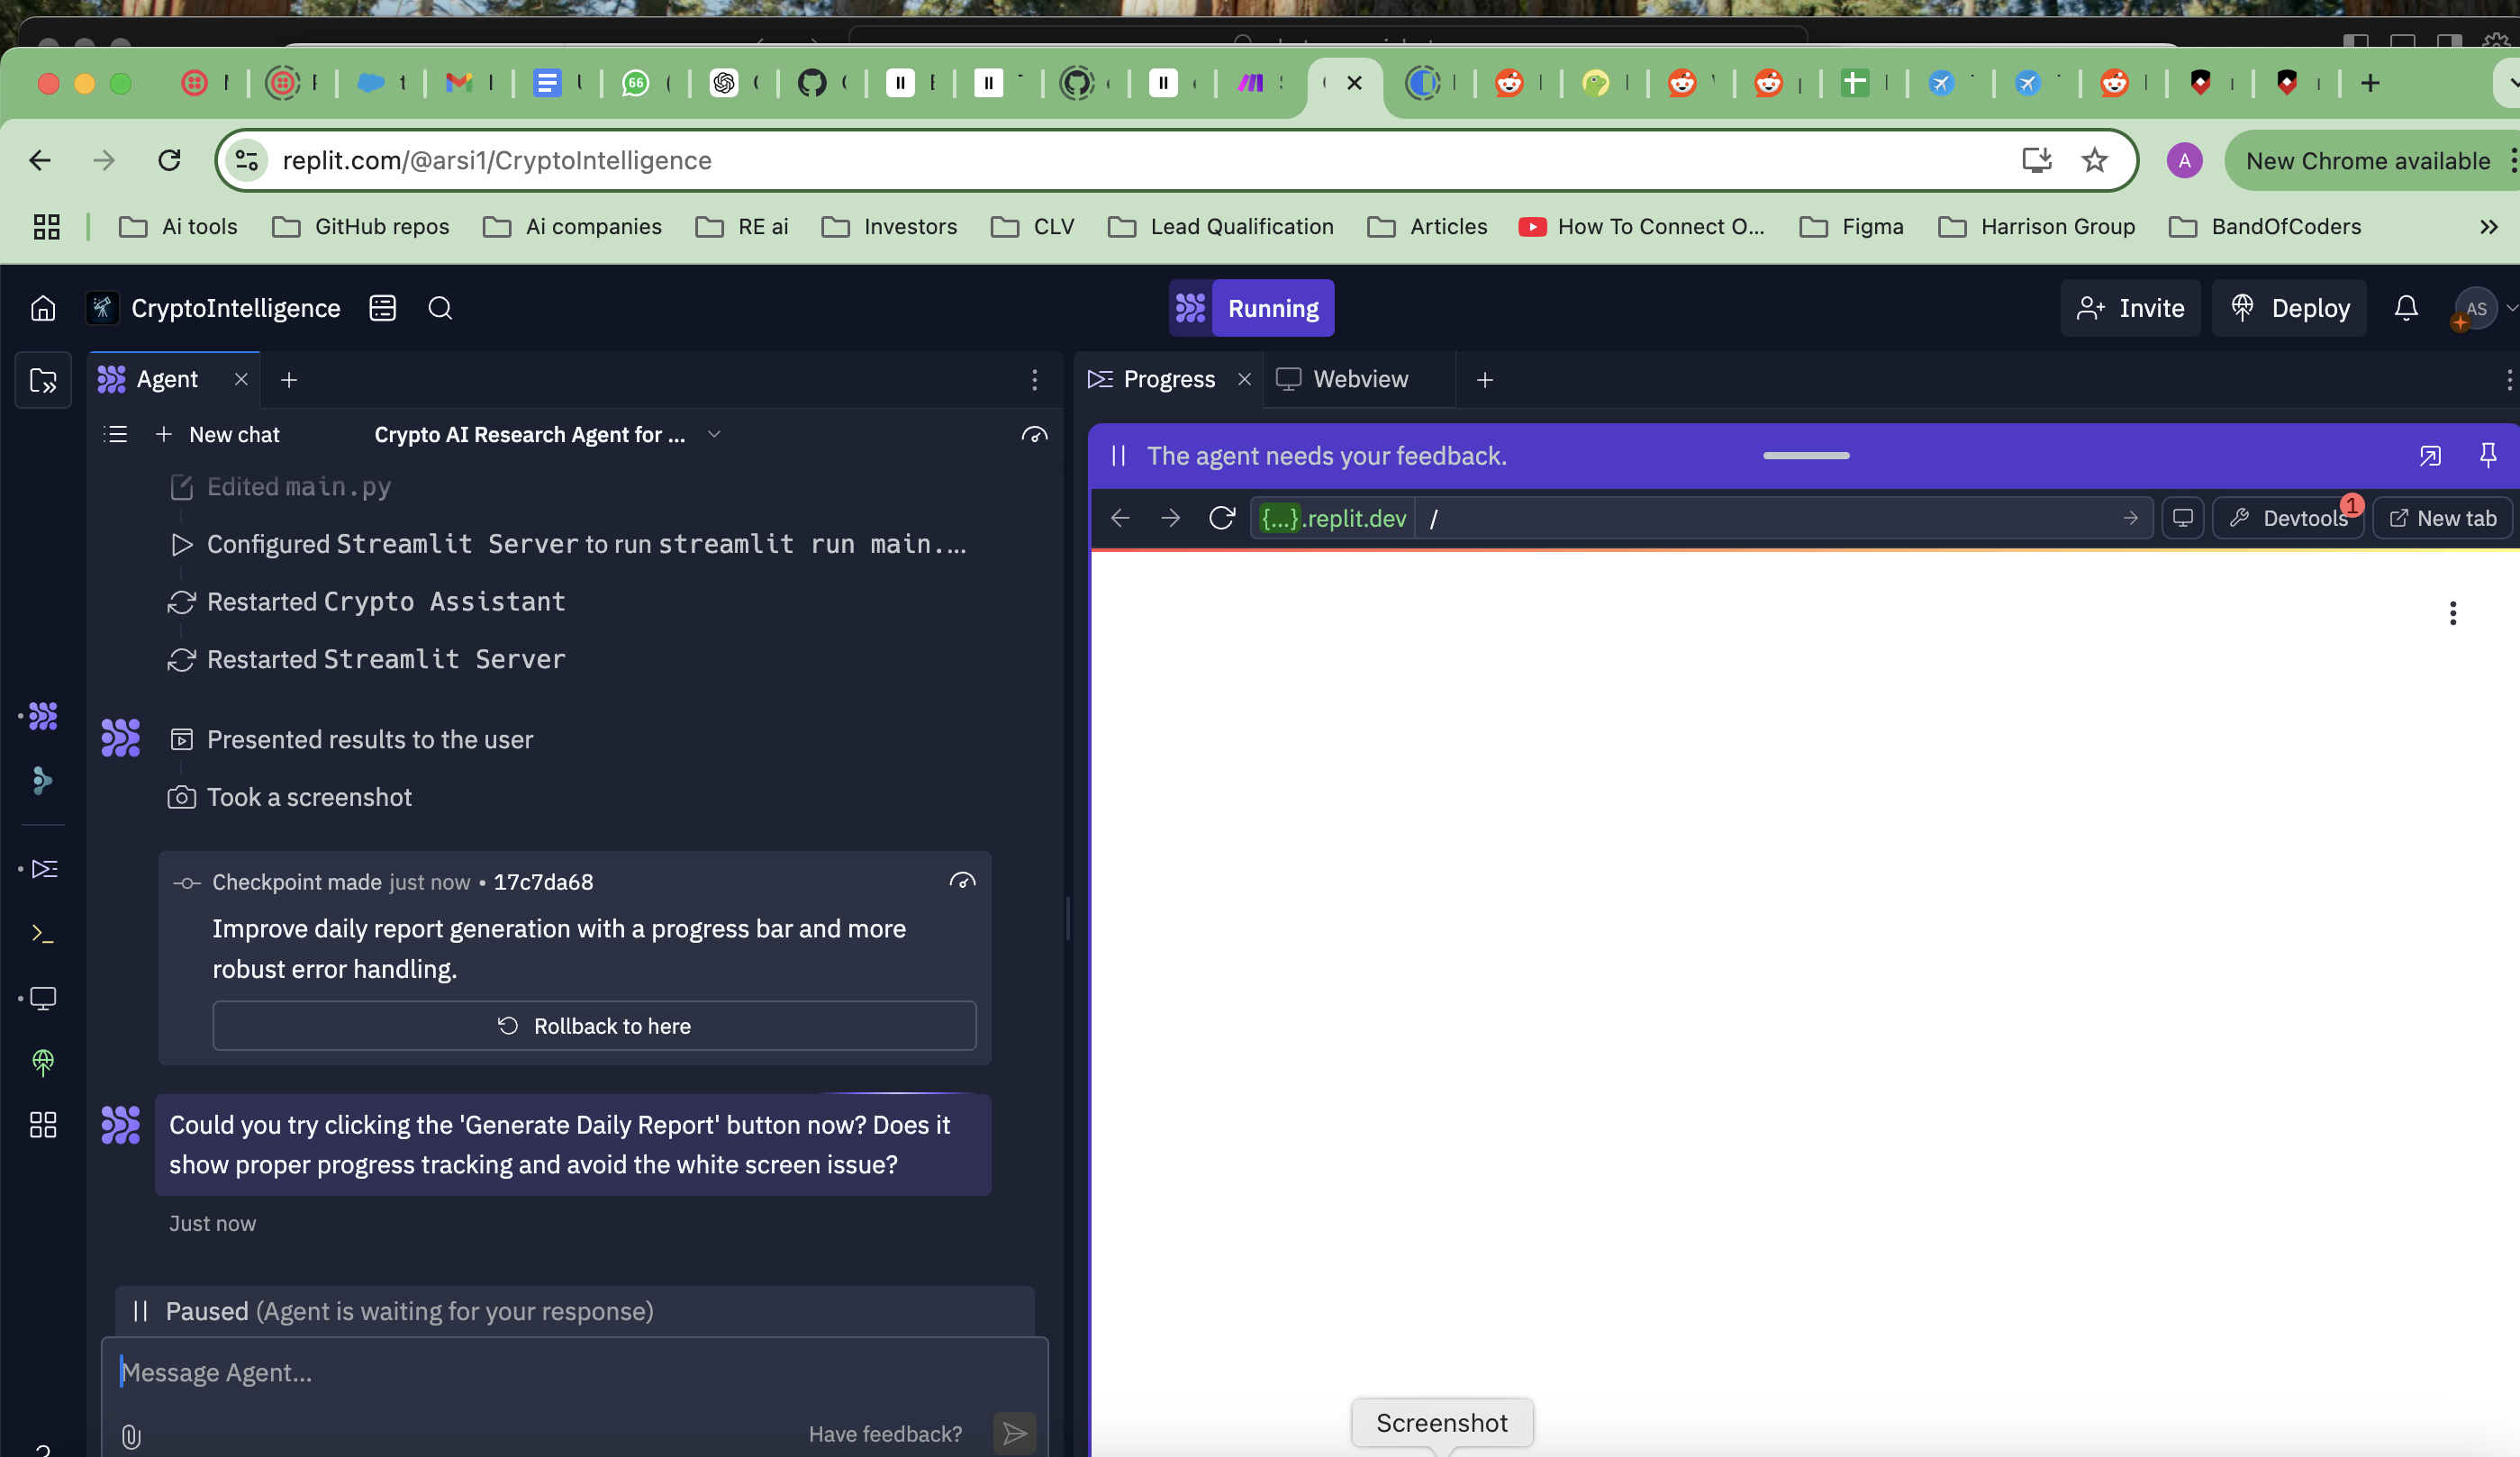 66
replit.com/@arsi1/CryptoIntelligence
A
New Chrome available
Ai tools
GitHub repos
Ai companies
RE ai
Investors
CLV
Lead Qualification
Articles
How To Connect O...
Figma
Harrison Group
BandOfCoders
CryptoIntelligence
Running
Invite
Deploy
AS
Agent
Progress
Webview
New chat
Crypto AI Research Agent for ...
The agent needs your feedback.
{...}.replit.dev
/
Devtools
1
New tab
Edited main.py
Configured Streamlit Server to run streamlit run main....
Restarted Crypto Assistant
Restarted Streamlit Server
Presented results to the user
Took a screenshot
Checkpoint made just now • 17c7da68
Improve daily report generation with a progress bar and more
robust error handling.
Rollback to here
Could you try clicking the 'Generate Daily Report' button now? Does it
show proper progress tracking and avoid the white screen issue?
Just now
Paused (Agent is waiting for your response)
Message Agent...
Have feedback?
Screenshot